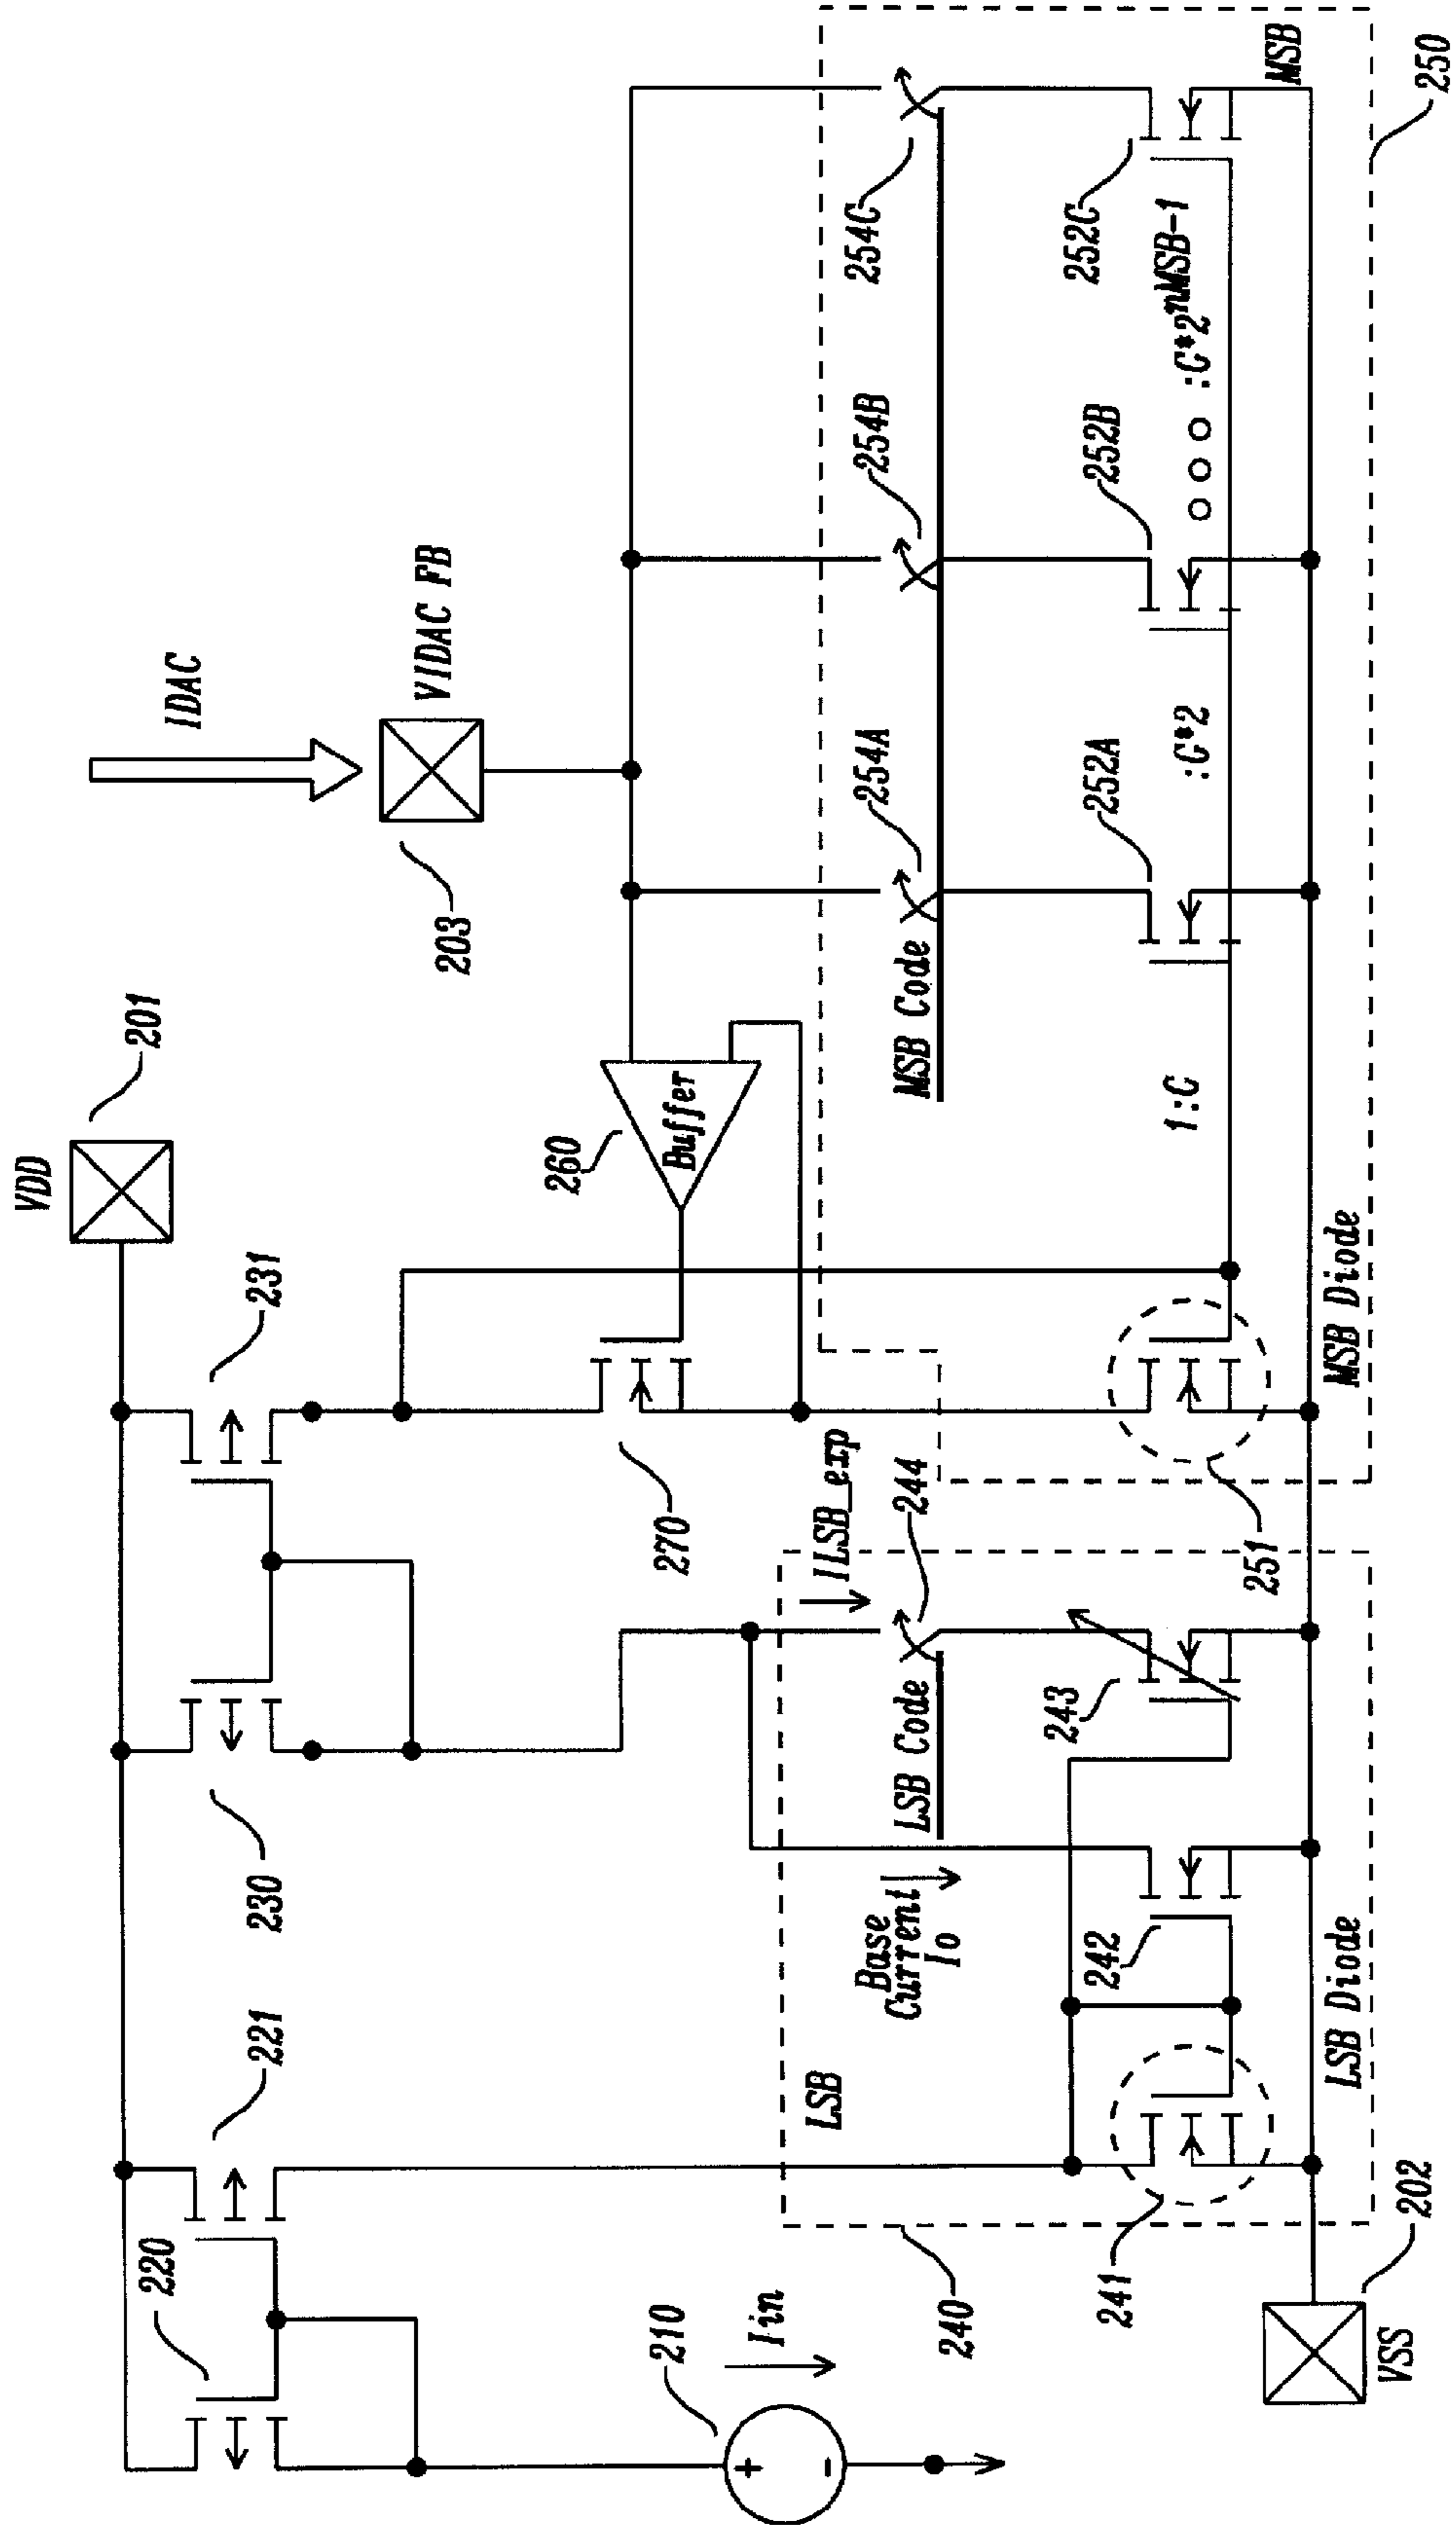 VDD
201
IDAC
VIDAC FB
203
220
221
230
231
260
Buffer
270
210
Iin
LSB
Base
Current
Io
LSB Code
ILSB_exp
244
MSB Code
254A
254B
254C
240
241
242
243
251
252A
252B
252C
1:C
:C*2
:C*2nMSB-1
LSB Diode
MSB Diode
MSB
VSS
202
250
+
-